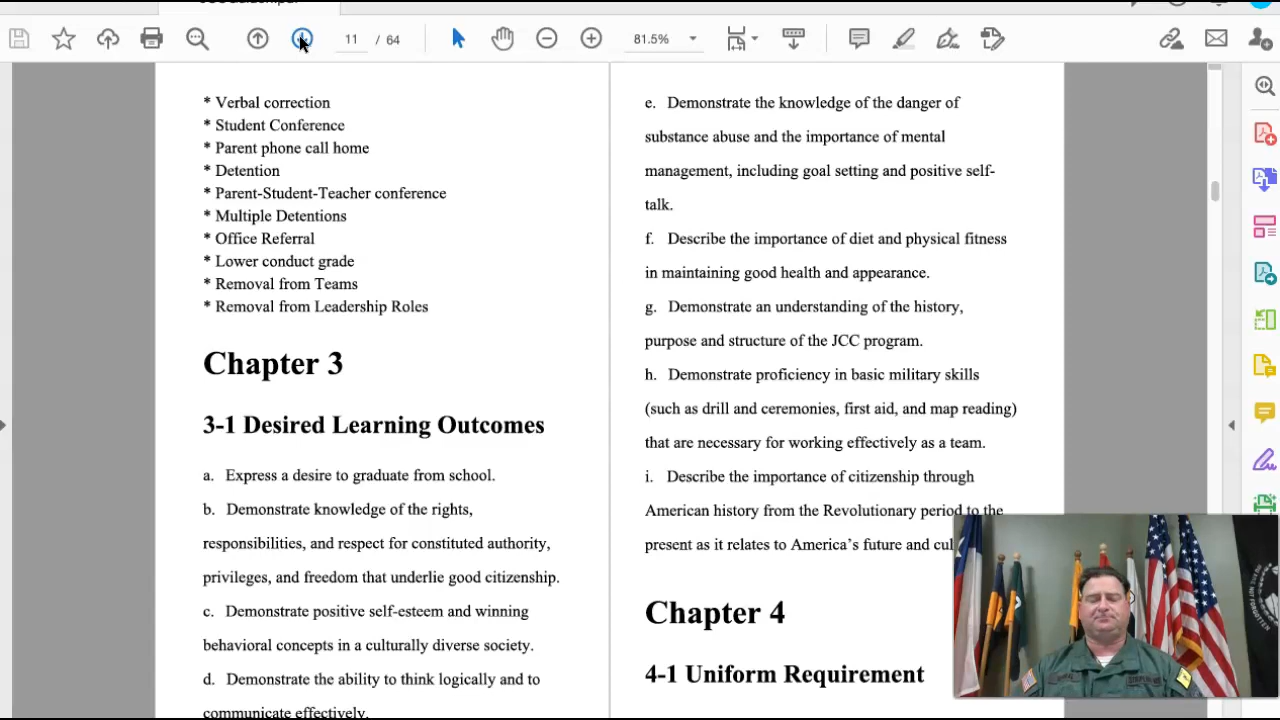 11 / 64
81.5%
* Verbal correction
* Student Conference
* Parent phone call home
* Detention
* Parent-Student-Teacher conference
* Multiple Detentions
* Office Referral
* Lower conduct grade
* Removal from Teams
* Removal from Leadership Roles
Chapter 3
3-1 Desired Learning Outcomes
a. Express a desire to graduate from school.
b. Demonstrate knowledge of the rights,
responsibilities, and respect for constituted authority,
privileges, and freedom that underlie good citizenship.
c. Demonstrate positive self-esteem and winning
behavioral concepts in a culturally diverse society.
d. Demonstrate the ability to think logically and to
communicate effectively.
e. Demonstrate the knowledge of the danger of
substance abuse and the importance of mental
management, including goal setting and positive self-
talk.
f. Describe the importance of diet and physical fitness
in maintaining good health and appearance.
g. Demonstrate an understanding of the history,
purpose and structure of the JCC program.
h. Demonstrate proficiency in basic military skills
(such as drill and ceremonies, first aid, and map reading)
that are necessary for working effectively as a team.
i. Describe the importance of citizenship through
American history from the Revolutionary period to the
present as it relates to America's future and cul
Chapter 4
4-1 Uniform Requirement